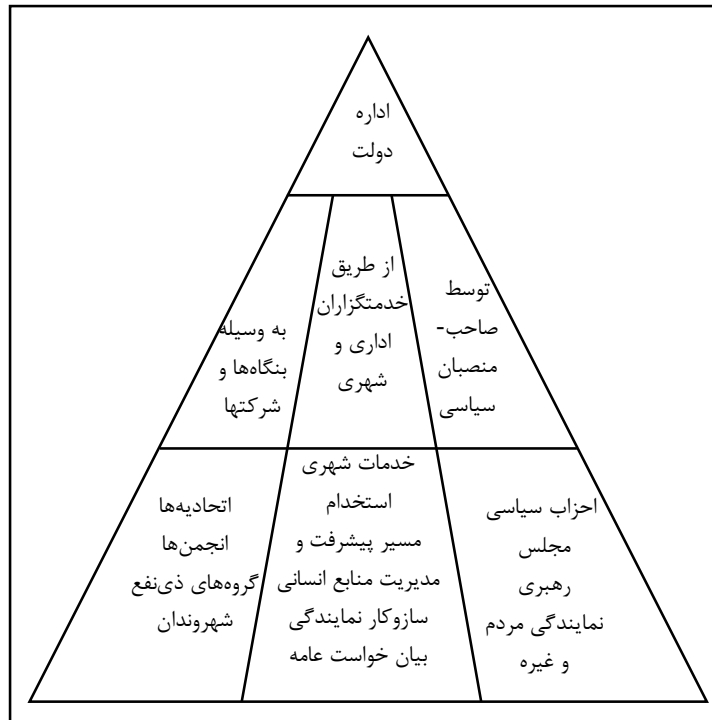 اداره
دولت
توسط
صاحب-
منصبان
سیاسی
از طریق
خدمتگزاران
اداری و
شهری
به وسیله
بنگاه‌ها و
شرکتها
احزاب سیاسی
مجلس
رهبری
نمایندگی مردم
و غیره
خدمات شهری
استخدام
مسیر پیشرفت و
مدیریت منابع انسانی
سازوکار نمایندگی
بیان خواست عامه
اتحادیه‌ها
انجمن‌ها
گروه‌های ذی‌نفع
شهروندان